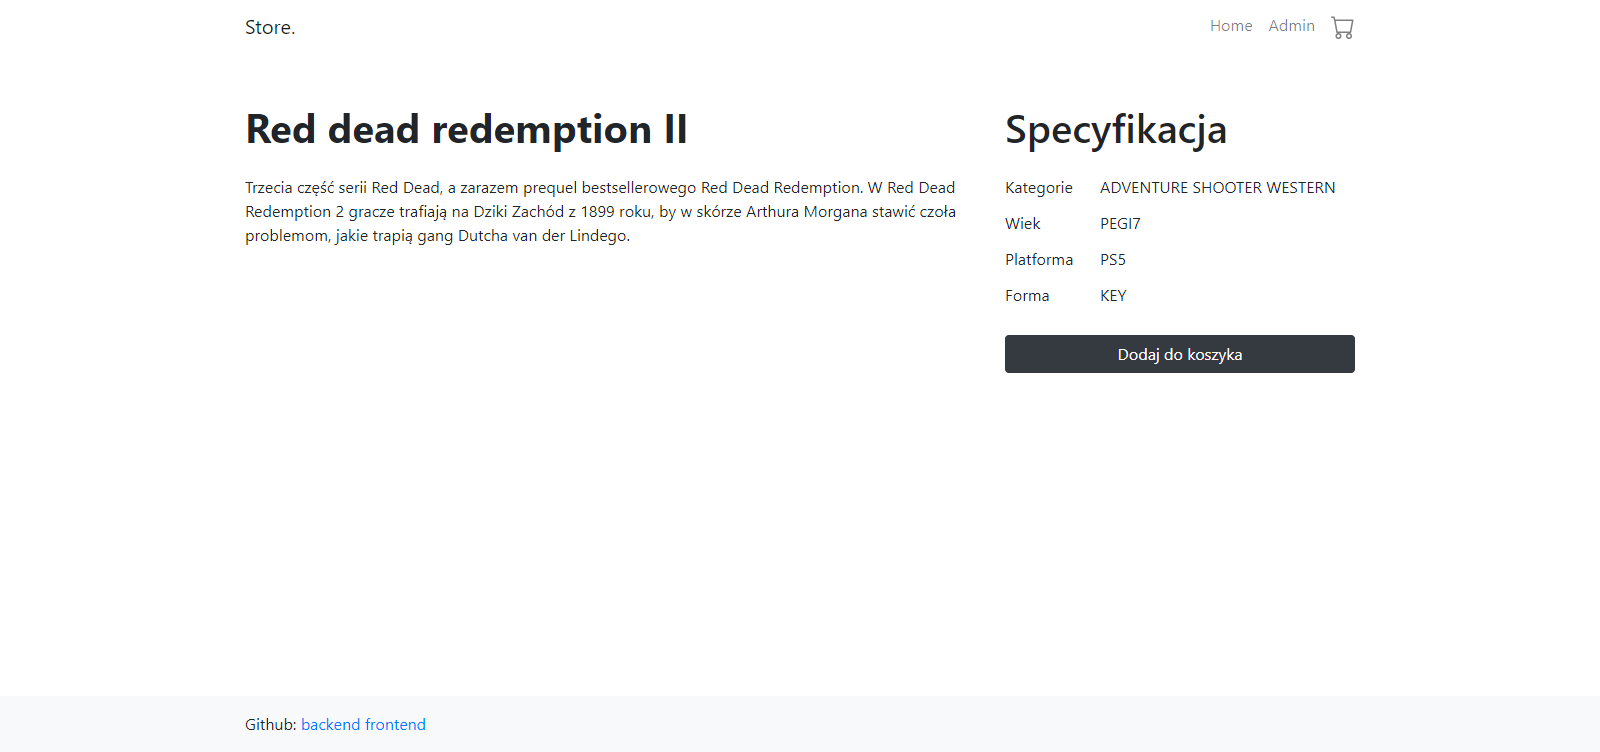 Store.
Home Admin
Red dead redemption II
Trzecia część serii Red Dead, a zarazem prequel bestsellerowego Red Dead Redemption. W Red Dead
Redemption 2 gracze trafiają na Dziki Zachód z 1899 roku, by w skórze Arthura Morgana stawić czoła
problemom, jakie trapią gang Dutcha van der Lindego.
Specyfikacja
Kategorie ADVENTURE SHOOTER WESTERN
Wiek PEGI7
Platforma PS5
Forma KEY
Dodaj do koszyka
Github: backend frontend